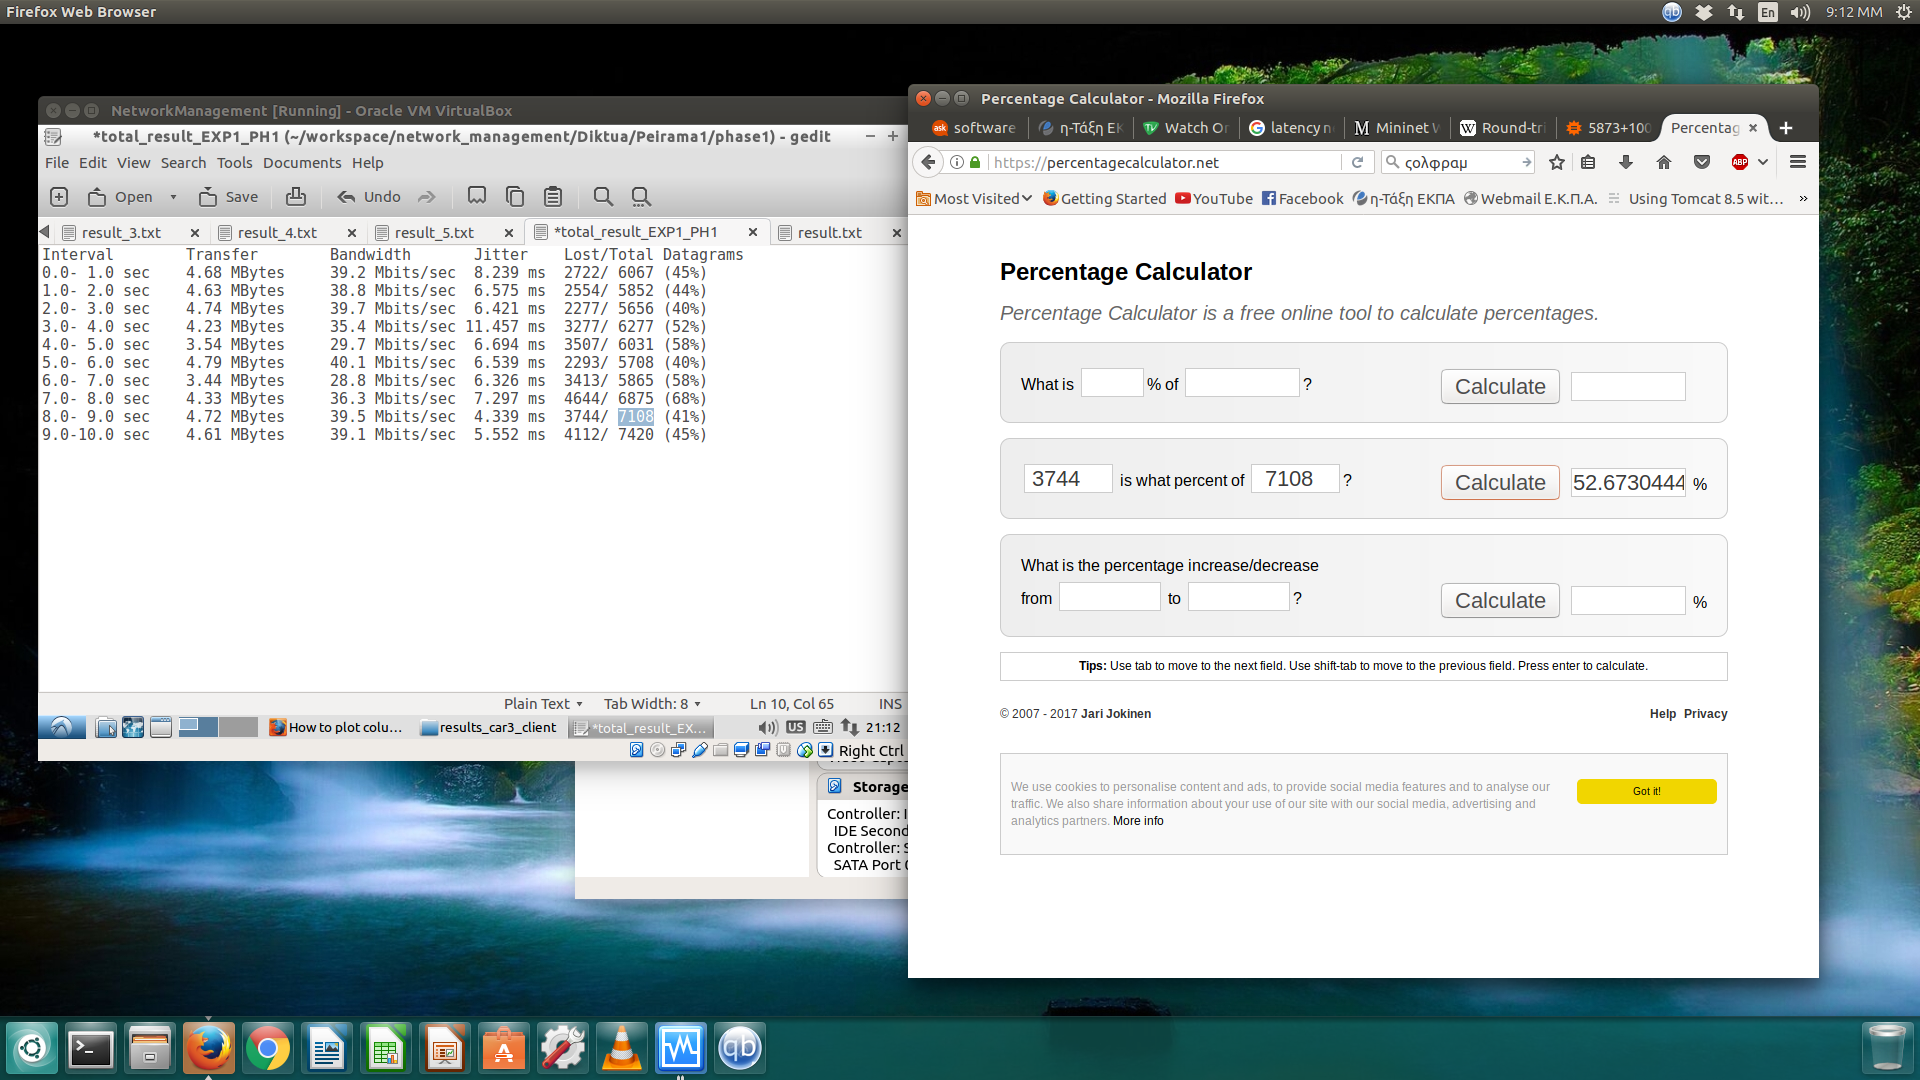 Firefox Web Browser
qb
En
9:12 MM
NetworkManagement [Running] - Oracle VM VirtualBox
*total_result_EXP1_PH1 (~/workspace/network_management/Diktua/Peirama1/phase1) - gedit
File Edit View Search Tools Documents Help
Open Save Undo
result_3.txt result_4.txt result_5.txt *total_result_EXP1_PH1 result.txt
Interval Transfer Bandwidth Jitter Lost/Total Datagrams
0.0- 1.0 sec 4.68 MBytes 39.2 Mbits/sec 8.239 ms 2722/ 6067 (45%)
1.0- 2.0 sec 4.63 MBytes 38.8 Mbits/sec 6.575 ms 2554/ 5852 (44%)
2.0- 3.0 sec 4.74 MBytes 39.7 Mbits/sec 6.421 ms 2277/ 5656 (40%)
3.0- 4.0 sec 4.23 MBytes 35.4 Mbits/sec 11.457 ms 3277/ 6277 (52%)
4.0- 5.0 sec 3.54 MBytes 29.7 Mbits/sec 6.694 ms 3507/ 6031 (58%)
5.0- 6.0 sec 4.79 MBytes 40.1 Mbits/sec 6.539 ms 2293/ 5708 (40%)
6.0- 7.0 sec 3.44 MBytes 28.8 Mbits/sec 6.326 ms 3413/ 5865 (58%)
7.0- 8.0 sec 4.33 MBytes 36.3 Mbits/sec 7.297 ms 4644/ 6875 (68%)
8.0- 9.0 sec 4.72 MBytes 39.5 Mbits/sec 4.339 ms 3744/ 7108 (41%)
9.0-10.0 sec 4.61 MBytes 39.1 Mbits/sec 5.552 ms 4112/ 7420 (45%)
Plain Text Tab Width: 8 Ln 10, Col 65 INS
How to plot colu... results_car3_client *total_result_EX... US 21:12
Right Ctrl
Storage
Controller: I
IDE Second
Controller: S
SATA Port
Percentage Calculator - Mozilla Firefox
ask software η-Τάξη ΕΚ Watch Or latency n M Mininet W W Round-tri 5873+100 Percentag
https://percentagecalculator.net ςολφραμ ABP
Most Visited Getting Started YouTube Facebook η-Τάξη ΕΚΠΑ Webmail Ε.Κ.Π.Α. Using Tomcat 8.5 wit... »
Percentage Calculator
Percentage Calculator is a free online tool to calculate percentages.
What is % of ? Calculate
3744 is what percent of 7108 ? Calculate 52.6730444 %
What is the percentage increase/decrease
from to ? Calculate %
Tips: Use tab to move to the next field. Use shift-tab to move to the previous field. Press enter to calculate.
© 2007 - 2017 Jari Jokinen Help Privacy
We use cookies to personalise content and ads, to provide social media features and to analyse our
traffic. We also share information about your use of our site with our social media, advertising and
analytics partners. More info
Got it!
qb